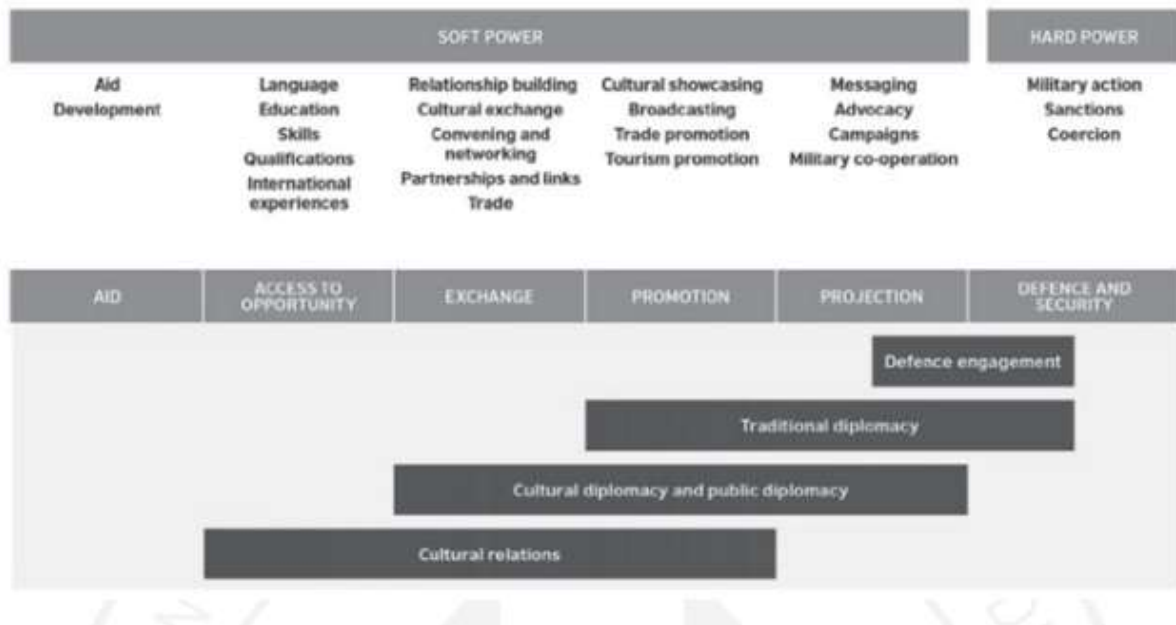 SOFT POWER
HARD POWER
Aid
Development
Language
Education
Skills
Qualifications
International
experiences
Relationship building
Cultural exchange
Convening and
networking
Partnerships and links
Trade
Cultural showcasing
Broadcasting
Trade promotion
Tourism promotion
Messaging
Advocacy
Campaigns
Military co-operation
Military action
Sanctions
Coercion
AID
ACCESS TO
OPPORTUNITY
EXCHANGE
PROMOTION
PROJECTION
DEFENCE AND
SECURITY
Defence engagement
Traditional diplomacy
Cultural diplomacy and public diplomacy
Cultural relations